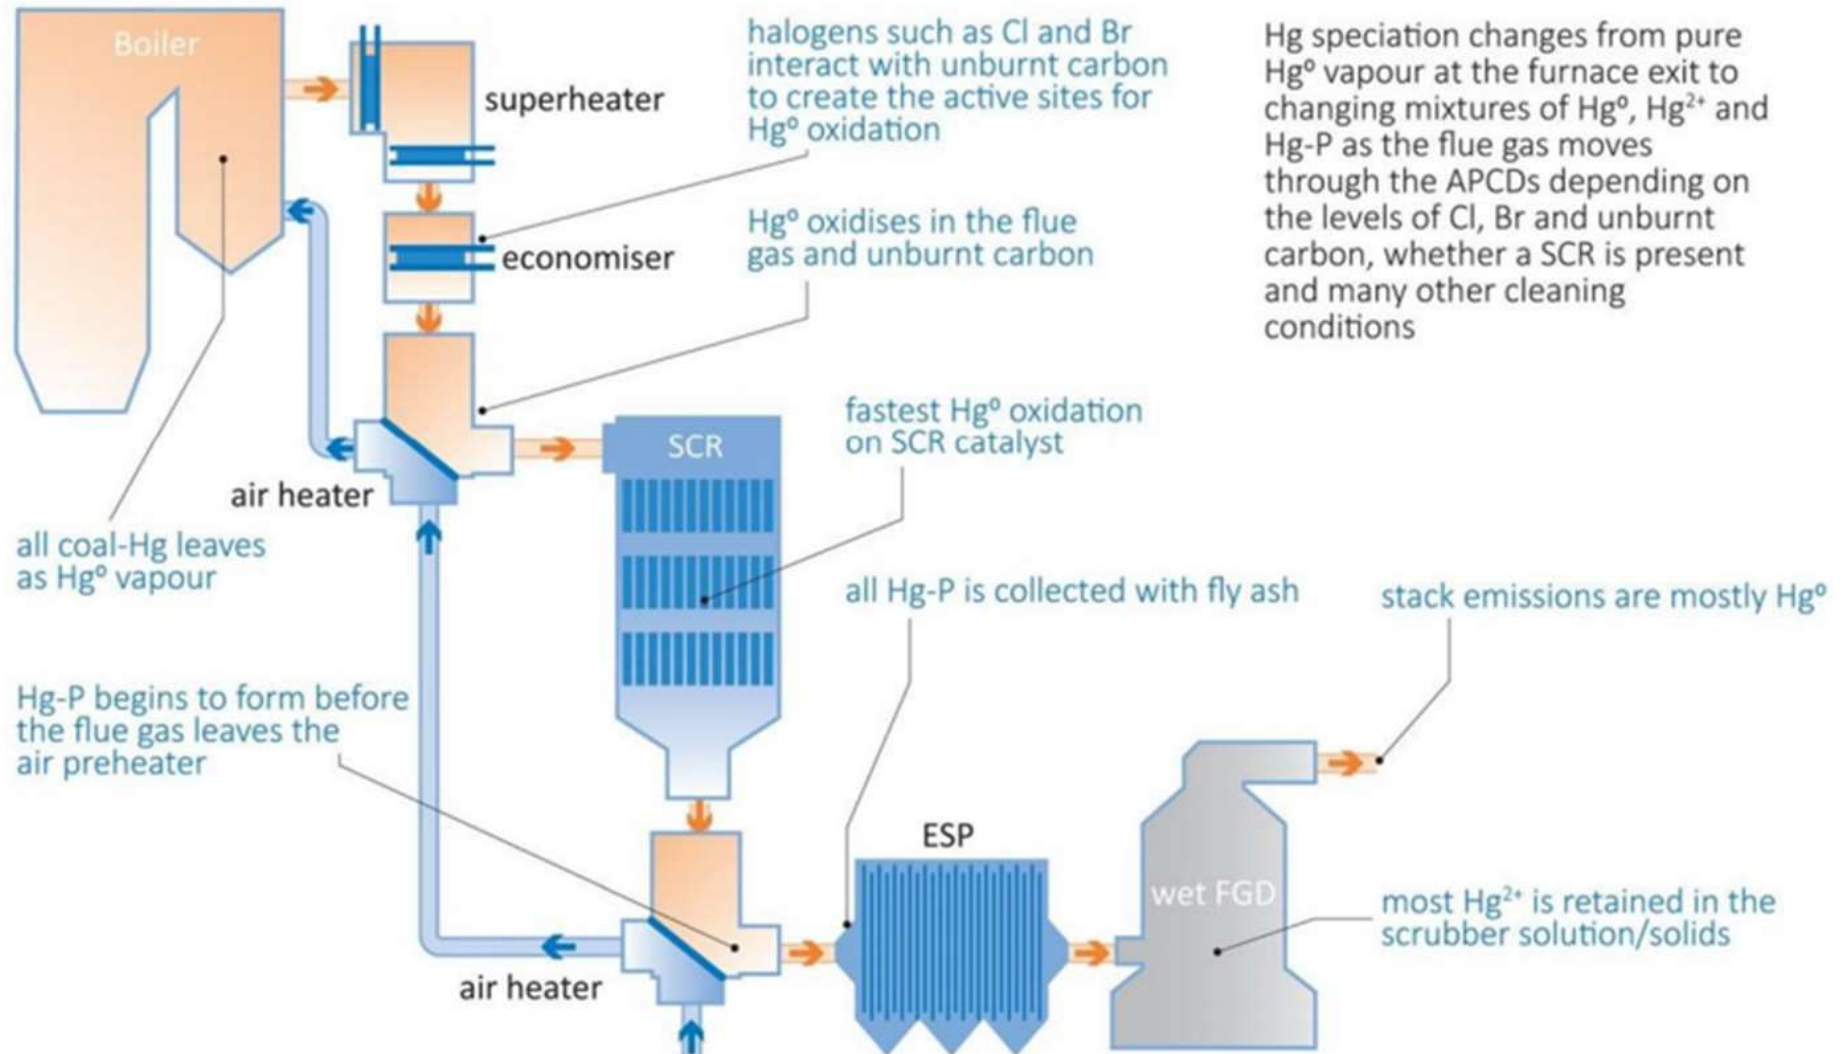 Boiler
superheater
halogens such as Cl and Br
interact with unburnt carbon
to create the active sites for
Hg⁰ oxidation
Hg speciation changes from pure
Hg⁰ vapour at the furnace exit to
changing mixtures of Hg⁰, Hg²⁺ and
Hg-P as the flue gas moves
through the APCDs depending on
the levels of Cl, Br and unburnt
carbon, whether a SCR is present
and many other cleaning
conditions
economiser
Hg⁰ oxidises in the flue
gas and unburnt carbon
air heater
SCR
fastest Hg⁰ oxidation
on SCR catalyst
all coal-Hg leaves
as Hg⁰ vapour
all Hg-P is collected with fly ash
stack emissions are mostly Hg⁰
Hg-P begins to form before
the flue gas leaves the
air preheater
ESP
wet FGD
most Hg²⁺ is retained in the
scrubber solution/solids
air heater